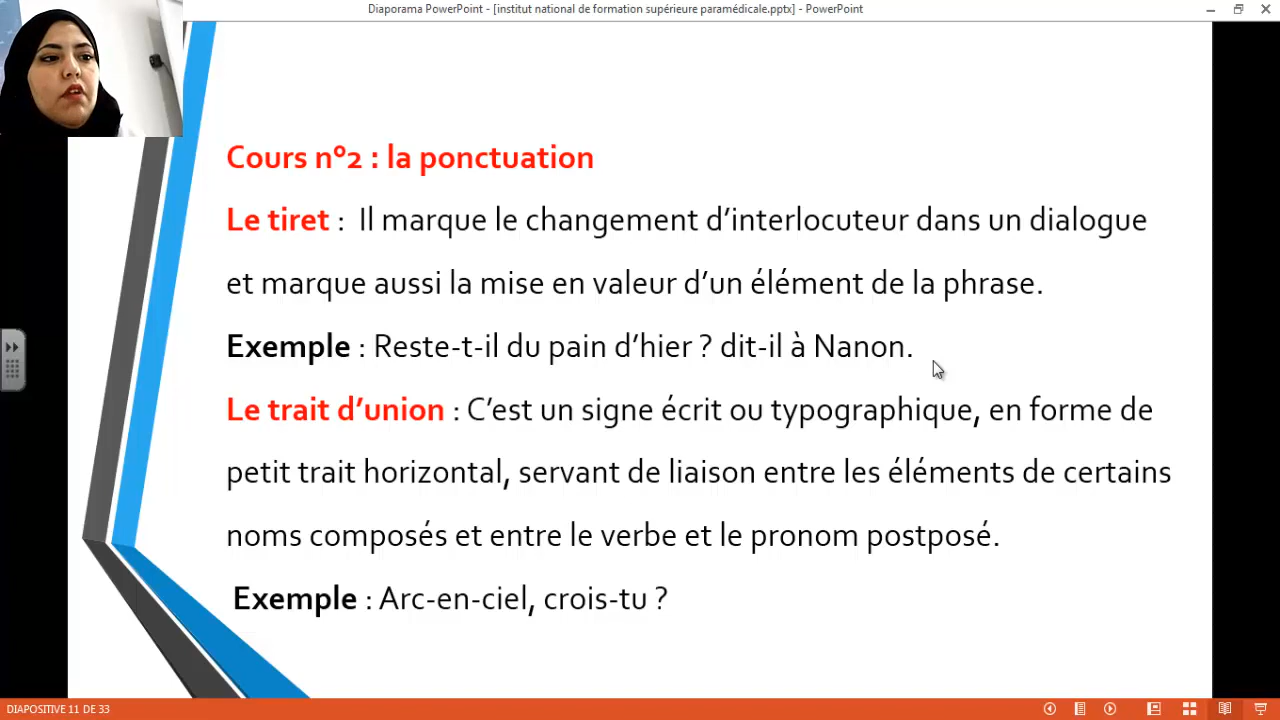 Diaporama PowerPoint - [institut national de formation supérieure paramédicale.pptx] - PowerPoint
Cours nº2 : la ponctuation
Le tiret : Il marque le changement d’interlocuteur dans un dialogue
et marque aussi la mise en valeur d’un élément de la phrase.
Exemple : Reste-t-il du pain d’hier ? dit-il à Nanon.
Le trait d’union : C’est un signe écrit ou typographique, en forme de
petit trait horizontal, servant de liaison entre les éléments de certains
noms composés et entre le verbe et le pronom postposé.
Exemple : Arc-en-ciel, crois-tu ?
DIAPOSITIVE 11 DE 33